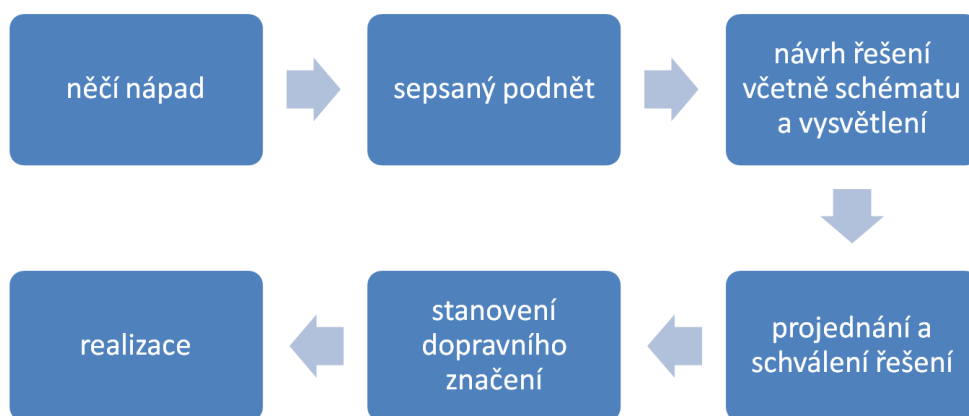 něčí nápad
sepsaný podnět
návrh řešení
včetně schématu
a vysvětlení
projednání a
schválení řešení
stanovení
dopravního
značení
realizace